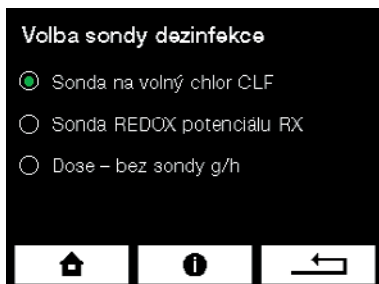 Volba sondy dezinfekce
Sonda na volný chlor CLF
Sonda REDOX potenciálu RX
Dose – bez sondy g/h